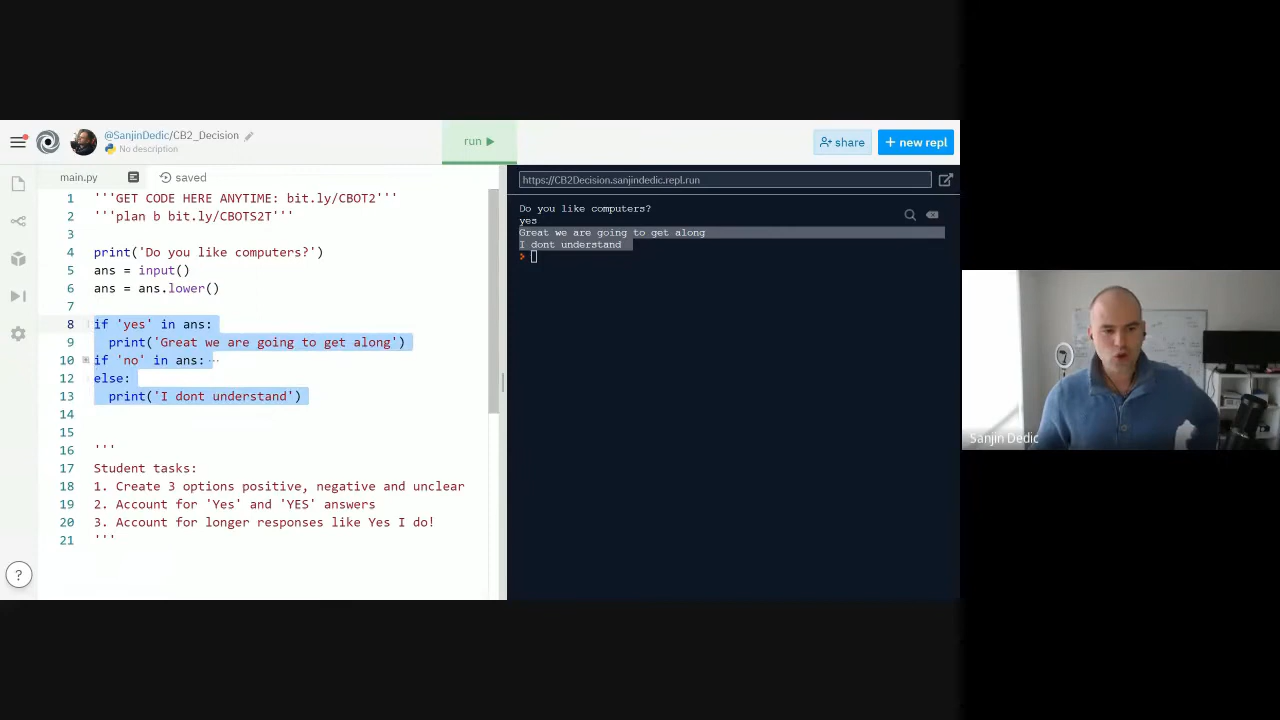 @SanjinDedic/CB2_Decision
No description
run
share
+ new repl
main.py
saved
https://CB2Decision.sanjindedic.repl.run
1 '''GET CODE HERE ANYTIME: bit.ly/CBOT2'''
2 '''plan b bit.ly/CBOTS2T'''
3
4 print('Do you like computers?')
5 ans = input()
6 ans = ans.lower()
7
8 if 'yes' in ans:
9 print('Great we are going to get along')
10 if 'no' in ans:···
12 else:
13 print('I dont understand')
14
15
16 '''
17 Student tasks:
18 1. Create 3 options positive, negative and unclear
19 2. Account for 'Yes' and 'YES' answers
20 3. Account for longer responses like Yes I do!
21 '''
?
Do you like computers?
yes
Great we are going to get along
I dont understand
Sanjin Dedic